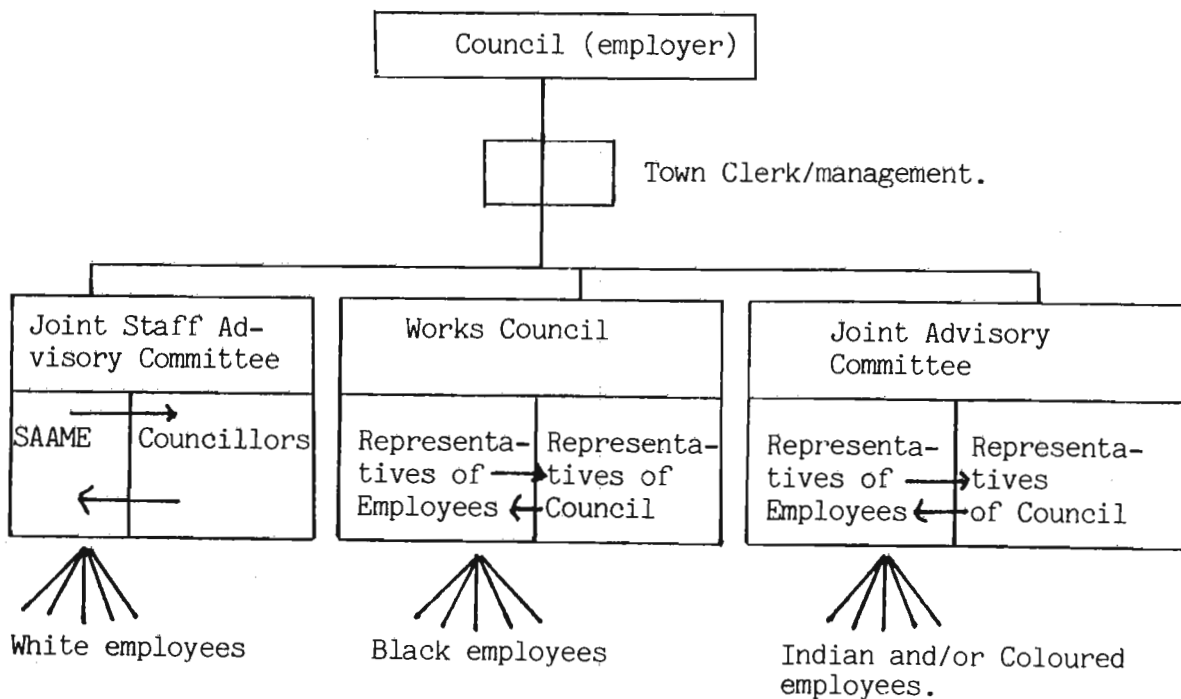 Council (employer)
Town Clerk/management.
Joint Staff Ad-
visory Committee
SAAME
Councillors
Works Council
Representa-
tives of
Employees
Representa-
tives of
Council
Joint Advisory
Committee
Representa-
tives of
Employees
Representa-
tives
of Council
White employees
Black employees
Indian and/or Coloured
employees.